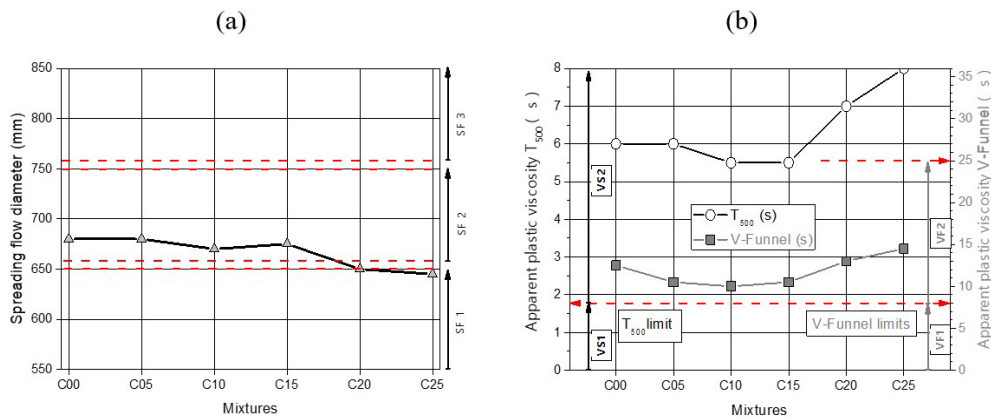 (a)
(b)
Spreading flow diameter (mm)
850
800
750
700
650
600
550
SF 3
SF 2
SF 1
C00 C05 C10 C15 C20 C25
Mixtures
Apparent plastic viscosity T500 ( s)
8
7
6
5
4
3
2
1
0
VS2
VS1
T500 (s)
V-Funnel (s)
T500 limit
V-Funnel limits
VF2
VF1
35
30
25
20
15
10
5
0
Apparent plastic viscosity V-Funnel ( s)
C00 C05 C10 C15 C20 C25
Mixtures